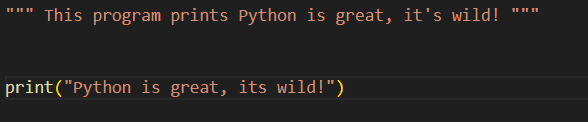 """ This program prints Python is great, it's wild! """
print("Python is great, its wild!")